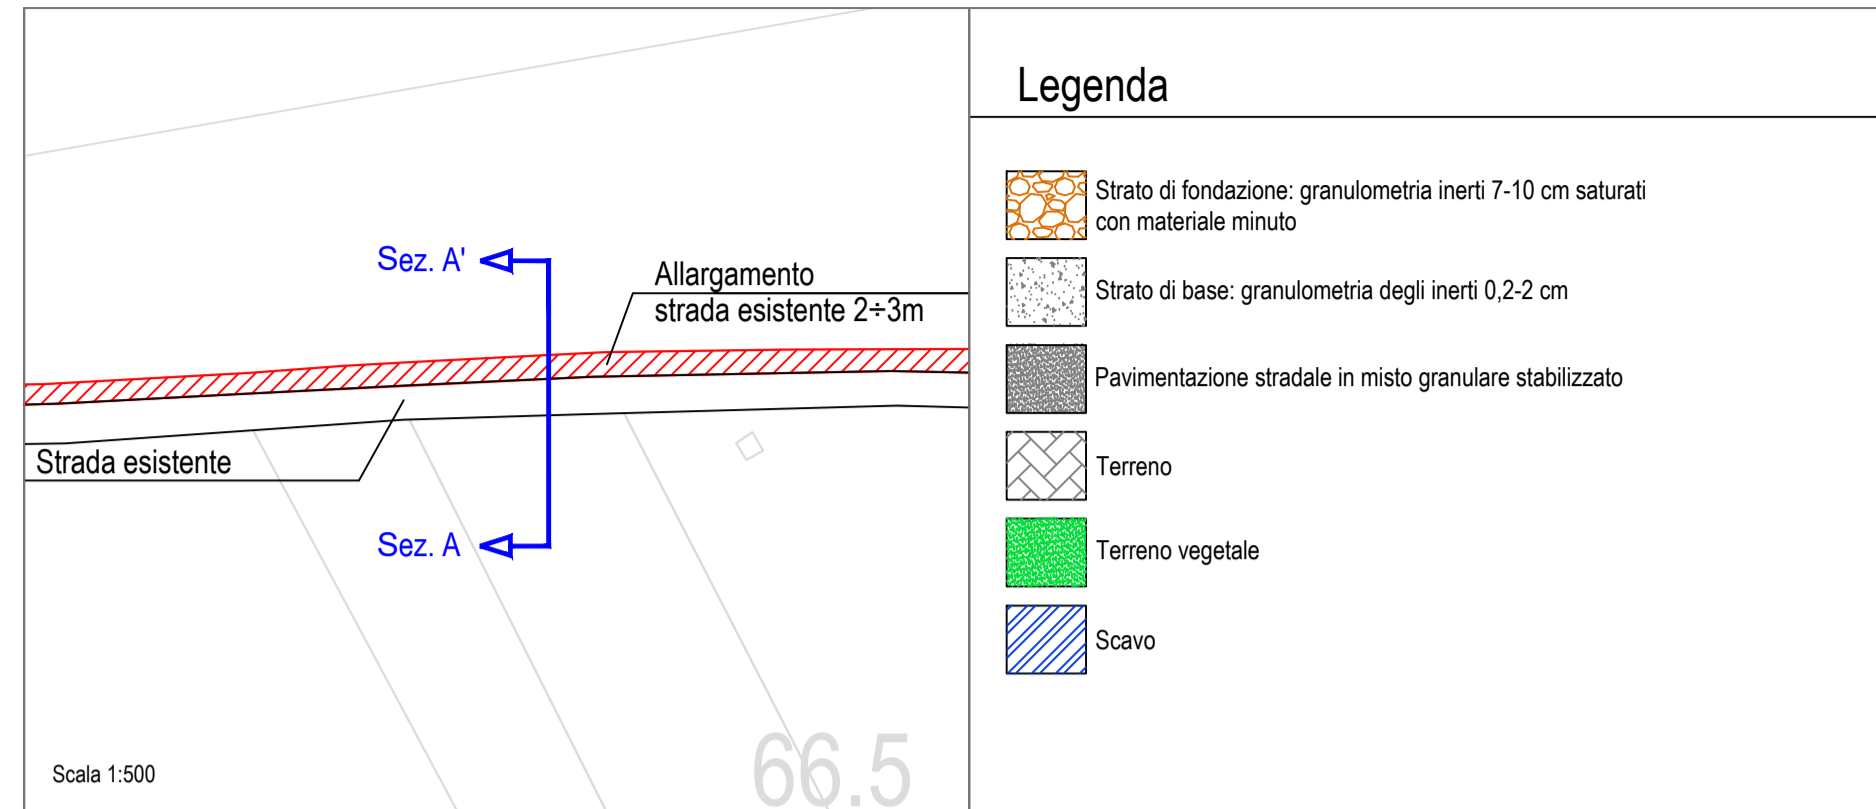 Sez. A'
Allargamento
strada esistente 2÷3m
Strada esistente
Sez. A
66.5
Scala 1:500
Legenda
Strato di fondazione: granulometria inerti 7-10 cm saturati
con materiale minuto
Strato di base: granulometria degli inerti 0,2-2 cm
Pavimentazione stradale in misto granulare stabilizzato
Terreno
Terreno vegetale
Scavo